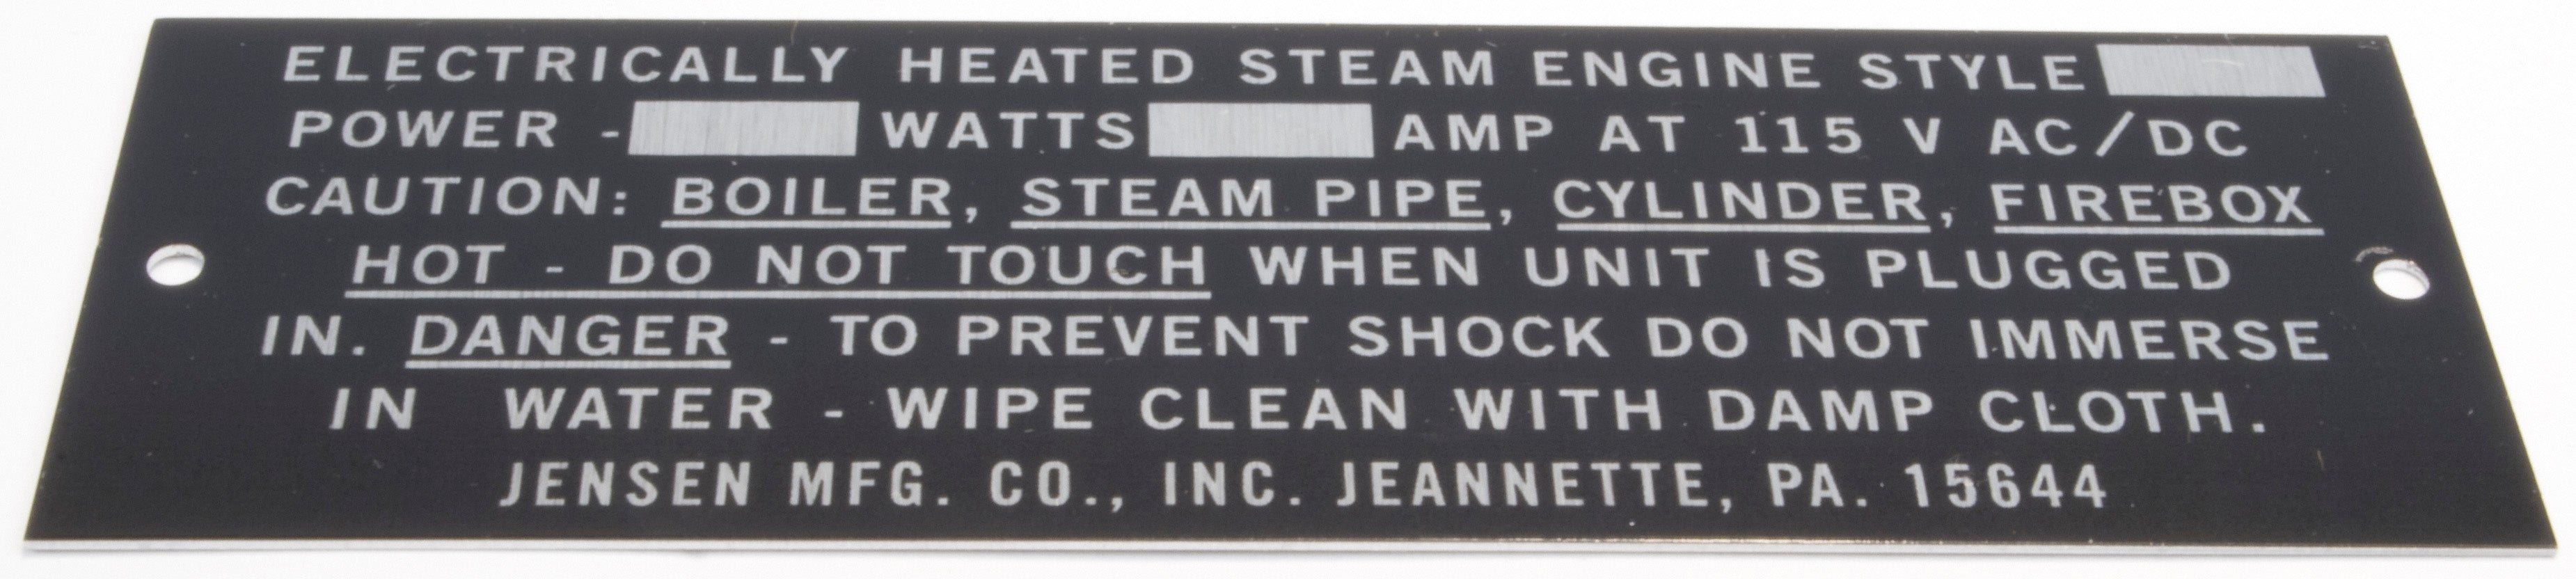 ELECTRICALLY HEATED STEAM ENGINE STYLE
POWER - WATTS AMP AT 115 V AC/DC
CAUTION: BOILER, STEAM PIPE, CYLINDER, FIREBOX
HOT - DO NOT TOUCH WHEN UNIT IS PLUGGED
IN. DANGER - TO PREVENT SHOCK DO NOT IMMERSE
IN WATER - WIPE CLEAN WITH DAMP CLOTH.
JENSEN MFG. CO., INC. JEANNETTE, PA. 15644